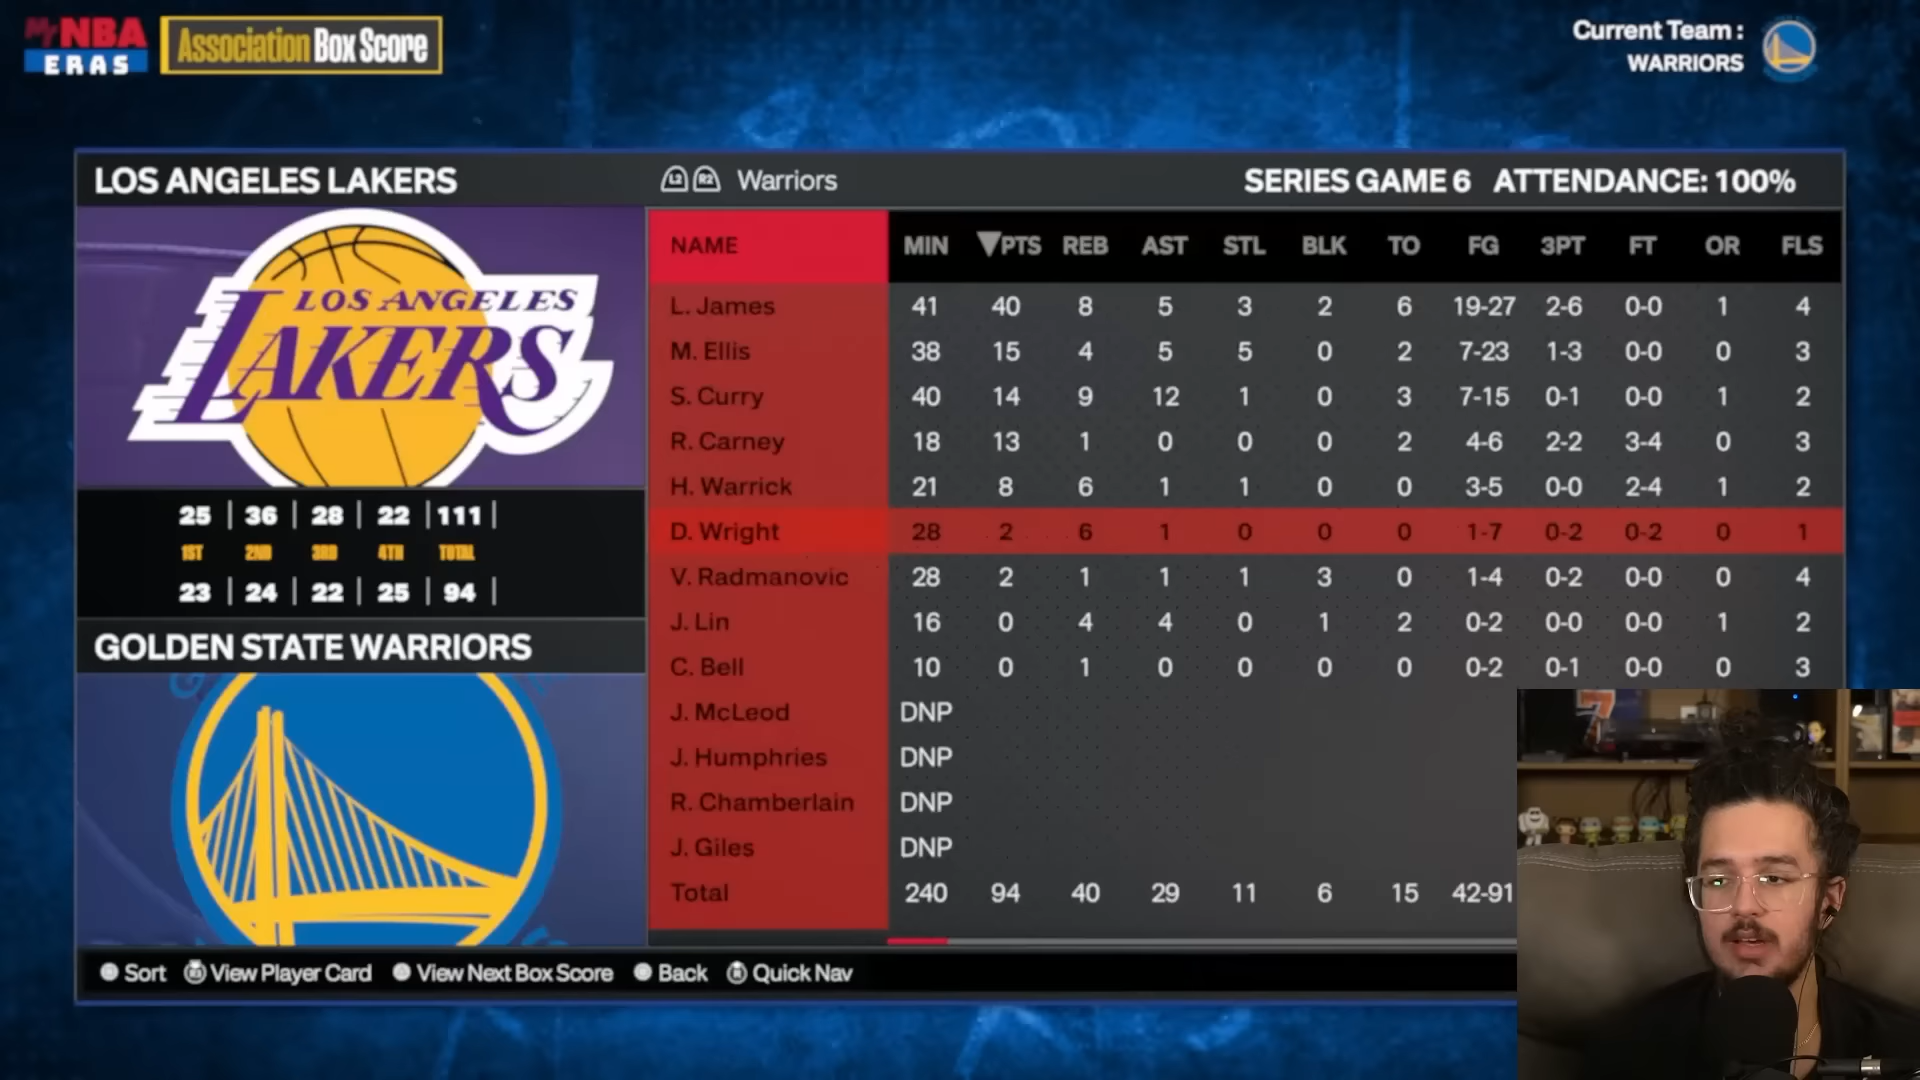 MyNBA ERAS
Association Box Score
Current Team :
WARRIORS
LOS ANGELES LAKERS
LOS ANGELES
LAKERS
25 | 36 | 28 | 22 | 111 |
1ST 2ND 3RD 4TH TOTAL
23 | 24 | 22 | 25 | 94 |
GOLDEN STATE WARRIORS
L2 R2 Warriors SERIES GAME 6 ATTENDANCE: 100%
NAME MIN ▼PTS REB AST STL BLK TO FG 3PT FT OR FLS
L. James 41 40 8 5 3 2 6 19-27 2-6 0-0 1 4
M. Ellis 38 15 4 5 5 0 2 7-23 1-3 0-0 0 3
S. Curry 40 14 9 12 1 0 3 7-15 0-1 0-0 1 2
R. Carney 18 13 1 0 0 0 2 4-6 2-2 3-4 0 3
H. Warrick 21 8 6 1 1 0 0 3-5 0-0 2-4 1 2
D. Wright 28 2 6 1 0 0 0 1-7 0-2 0-2 0 1
V. Radmanovic 28 2 1 1 1 3 0 1-4 0-2 0-0 0 4
J. Lin 16 0 4 4 0 1 2 0-2 0-0 0-0 1 2
C. Bell 10 0 1 0 0 0 0 0-2 0-1 0-0 0 3
J. McLeod DNP
J. Humphries DNP
R. Chamberlain DNP
J. Giles DNP
Total 240 94 40 29 11 6 15 42-91
Sort View Player Card View Next Box Score Back Quick Nav
7